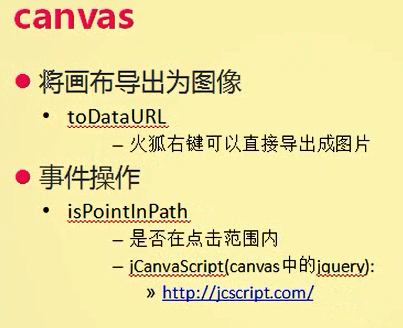 canvas
将画布导出为图像
toDataURL
– 火狐右键可以直接导出成图片
事件操作
isPointInPath
– 是否在点击范围内
– jCanvaScript(canvas中的jquery):
» http://jcscript.com/